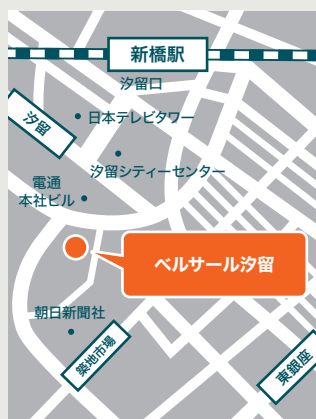 新橋駅
汐留口
汐留
日本テレビタワー
汐留シティーセンター
電通
本社ビル
ベルサール汐留
朝日新聞社
築地市場
東銀座